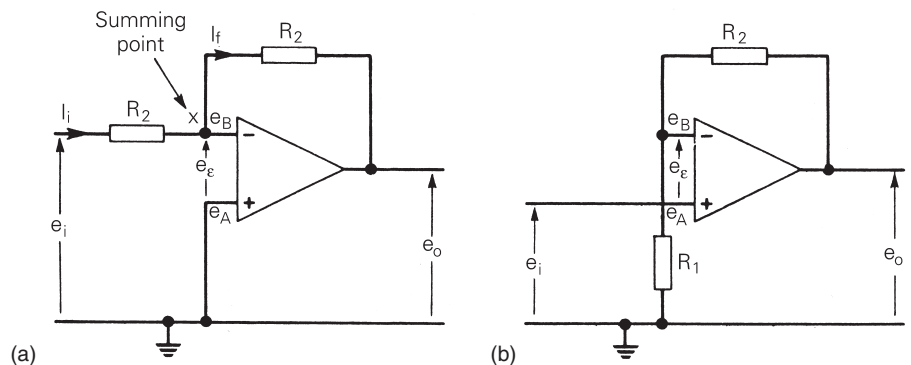 Summing
point
I_f
R_2
I_i
R_2
x
e_B
−
e_ε
e_A
+
e_i
e_o
(a)
R_2
e_B
−
e_ε
e_A
+
e_i
R_1
e_o
(b)